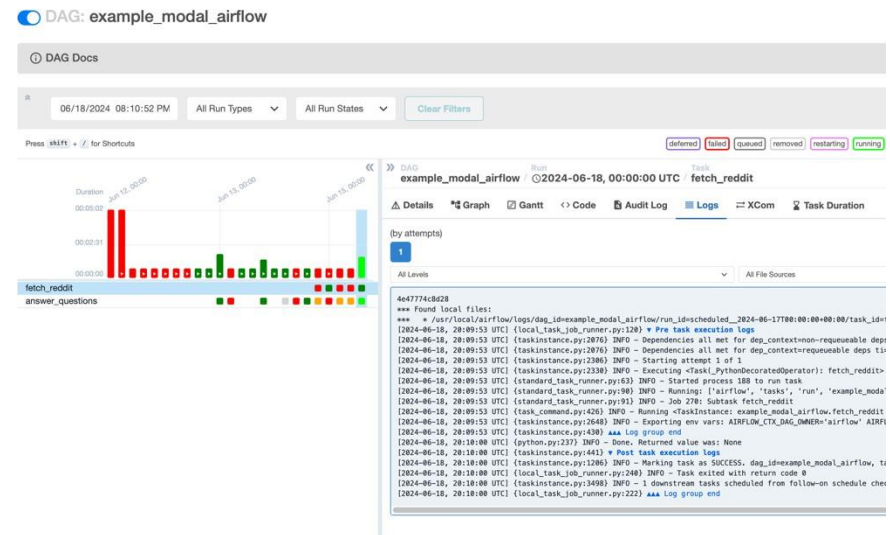 DAG: example_modal_airflow
DAG Docs
06/18/2024 08:10:52 PM
All Run Types
All Run States
Clear Filters
Press shift + / for Shortcuts
deferred failed queued removed restarting running
Duration
Jun 12, 00:00
Jun 13, 00:00
Jun 15, 00:00
00:05:02
00:02:31
00:00:00
fetch_reddit
answer_questions
DAG
example_modal_airflow
Run
2024-06-18, 00:00:00 UTC
Task
fetch_reddit
Details Graph Gantt Code Audit Log Logs XCom Task Duration
(by attempts)
1
All Levels
All File Sources
4e47774c8d28
*** Found local files:
*** * /usr/local/airflow/logs/dag_id=example_modal_airflow/run_id=scheduled__2024-06-17T00:00:00+00:00/task_id=
[2024-06-18, 20:09:53 UTC] {local_task_job_runner.py:120} ▼ Pre task execution logs
[2024-06-18, 20:09:53 UTC] {taskinstance.py:2076} INFO - Dependencies all met for dep_context=non-requeueable deps
[2024-06-18, 20:09:53 UTC] {taskinstance.py:2076} INFO - Dependencies all met for dep_context=requeueable deps ti=
[2024-06-18, 20:09:53 UTC] {taskinstance.py:2306} INFO - Starting attempt 1 of 1
[2024-06-18, 20:09:53 UTC] {taskinstance.py:2330} INFO - Executing <Task(_PythonDecoratedOperator): fetch_reddit>
[2024-06-18, 20:09:53 UTC] {standard_task_runner.py:63} INFO - Started process 188 to run task
[2024-06-18, 20:09:53 UTC] {standard_task_runner.py:90} INFO - Running: ['airflow', 'tasks', 'run', 'example_modal
[2024-06-18, 20:09:53 UTC] {standard_task_runner.py:91} INFO - Job 270: Subtask fetch_reddit
[2024-06-18, 20:09:53 UTC] {task_command.py:426} INFO - Running <TaskInstance: example_modal_airflow.fetch_reddit
[2024-06-18, 20:09:53 UTC] {taskinstance.py:2648} INFO - Exporting env vars: AIRFLOW_CTX_DAG_OWNER='airflow' AIRFL
[2024-06-18, 20:09:53 UTC] {taskinstance.py:430} ▲▲▲ Log group end
[2024-06-18, 20:10:00 UTC] {python.py:237} INFO - Done. Returned value was: None
[2024-06-18, 20:10:00 UTC] {taskinstance.py:441} ▼ Post task execution logs
[2024-06-18, 20:10:00 UTC] {taskinstance.py:1206} INFO - Marking task as SUCCESS. dag_id=example_modal_airflow, ta
[2024-06-18, 20:10:00 UTC] {local_task_job_runner.py:240} INFO - Task exited with return code 0
[2024-06-18, 20:10:00 UTC] {taskinstance.py:3498} INFO - 1 downstream tasks scheduled from follow-on schedule chec
[2024-06-18, 20:10:00 UTC] {local_task_job_runner.py:222} ▲▲▲ Log group end